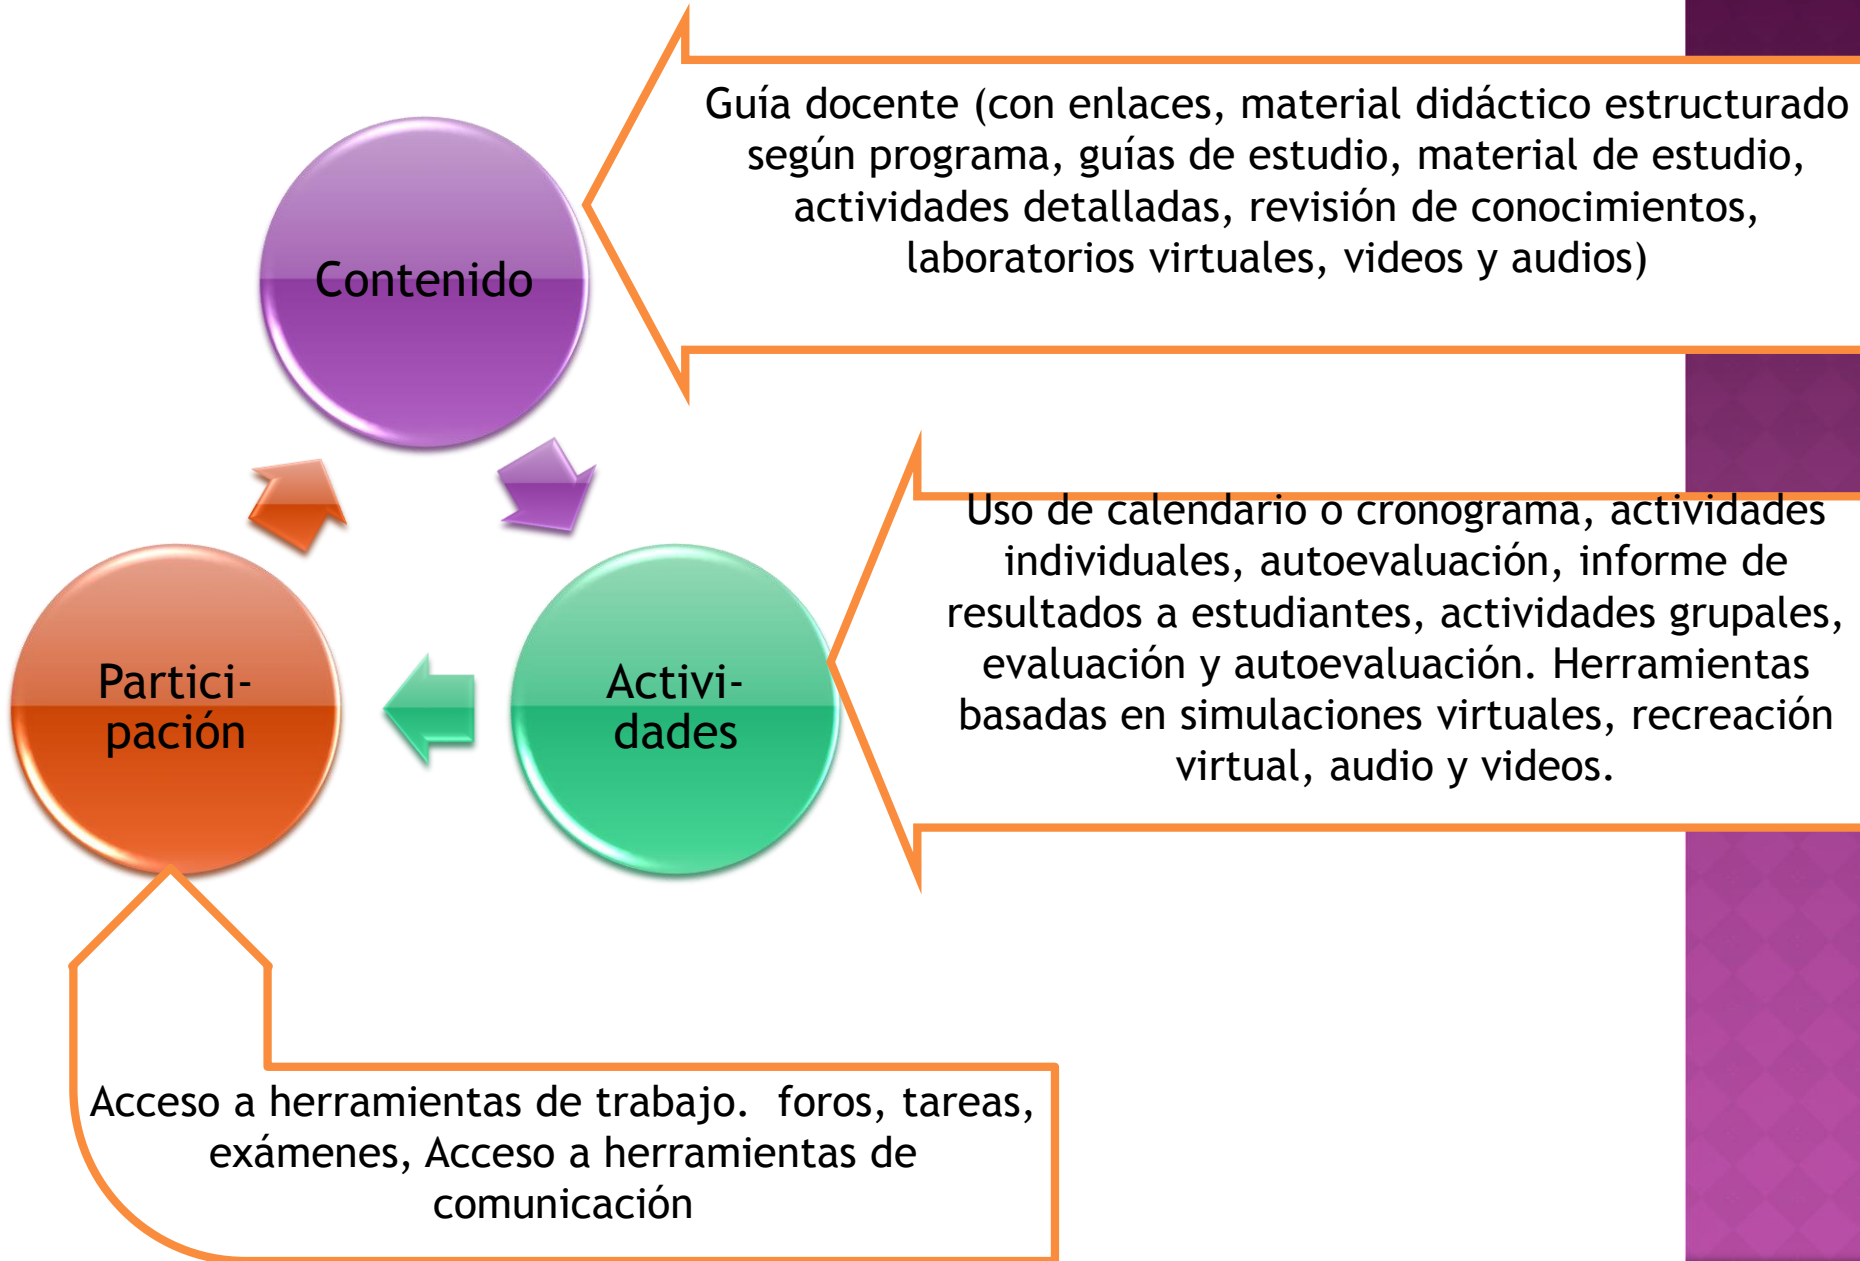 Guía docente (con enlaces, material didáctico estructurado
según programa, guías de estudio, material de estudio,
actividades detalladas, revisión de conocimientos,
laboratorios virtuales, videos y audios)
Contenido
Uso de calendario o cronograma, actividades
individuales, autoevaluación, informe de
resultados a estudiantes, actividades grupales,
evaluación y autoevaluación. Herramientas
basadas en simulaciones virtuales, recreación
virtual, audio y videos.
Activi-
dades
Partici-
pación
Acceso a herramientas de trabajo.  foros, tareas,
exámenes, Acceso a herramientas de
comunicación